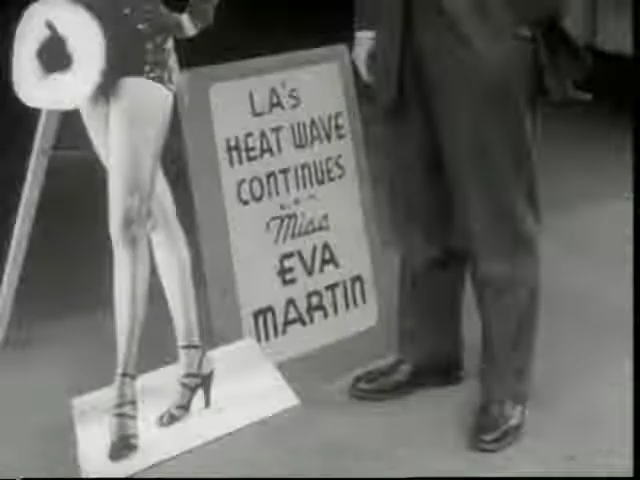 LA's
HEAT WAVE
CONTINUES
Miss
EVA
MARTIN